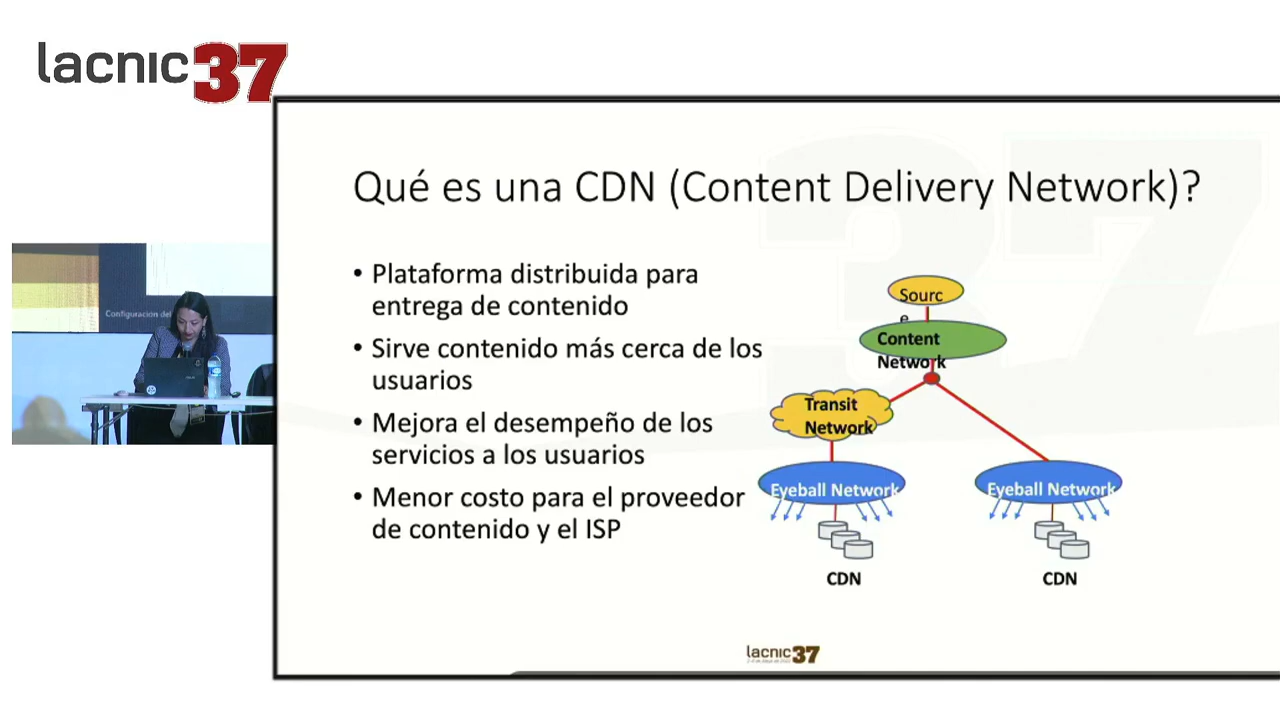 lacnic37
Qué es una CDN (Content Delivery Network)?
• Plataforma distribuida para
entrega de contenido
• Sirve contenido más cerca de los
usuarios
• Mejora el desempeño de los
servicios a los usuarios
• Menor costo para el proveedor
de contenido y el ISP
Sourc
e
Content
Network
Transit
Network
Eyeball Network
Eyeball Network
CDN
CDN
Configuración del
lacnic37